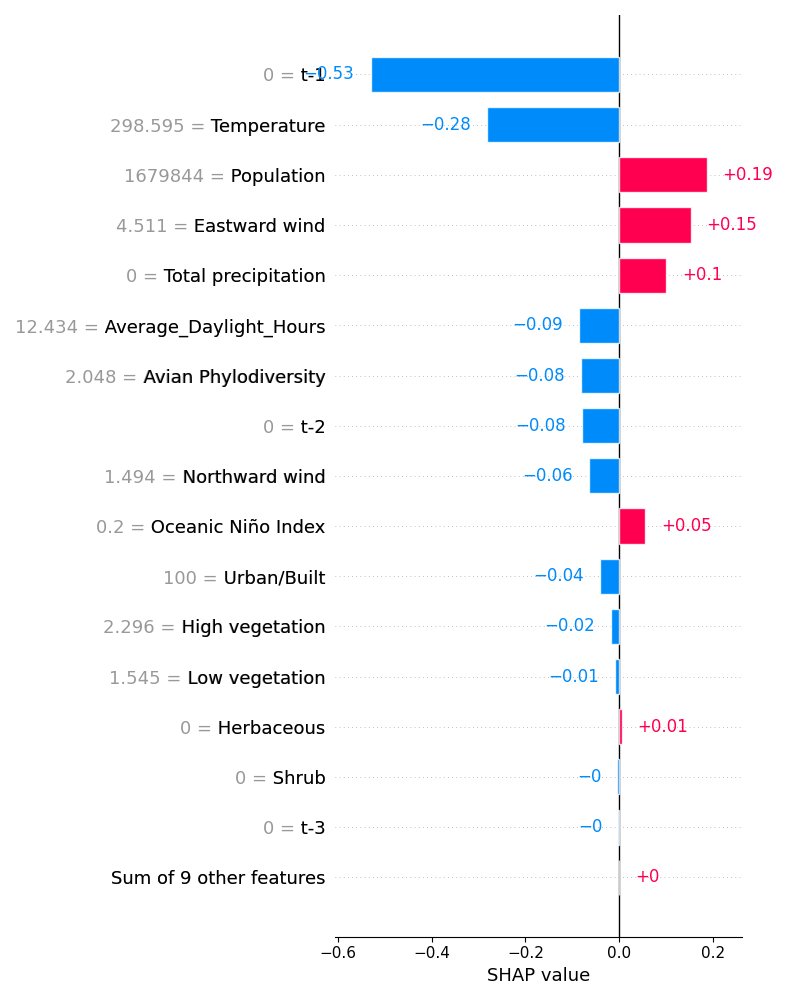 0 = t-1 −0.53
298.595 = Temperature −0.28
1679844 = Population +0.19
4.511 = Eastward wind +0.15
0 = Total precipitation +0.1
12.434 = Average_Daylight_Hours −0.09
2.048 = Avian Phylodiversity −0.08
0 = t-2 −0.08
1.494 = Northward wind −0.06
0.2 = Oceanic Niño Index +0.05
100 = Urban/Built −0.04
2.296 = High vegetation −0.02
1.545 = Low vegetation −0.01
0 = Herbaceous +0.01
0 = Shrub −0
0 = t-3 −0
Sum of 9 other features +0
−0.6 −0.4 −0.2 0.0 0.2
SHAP value